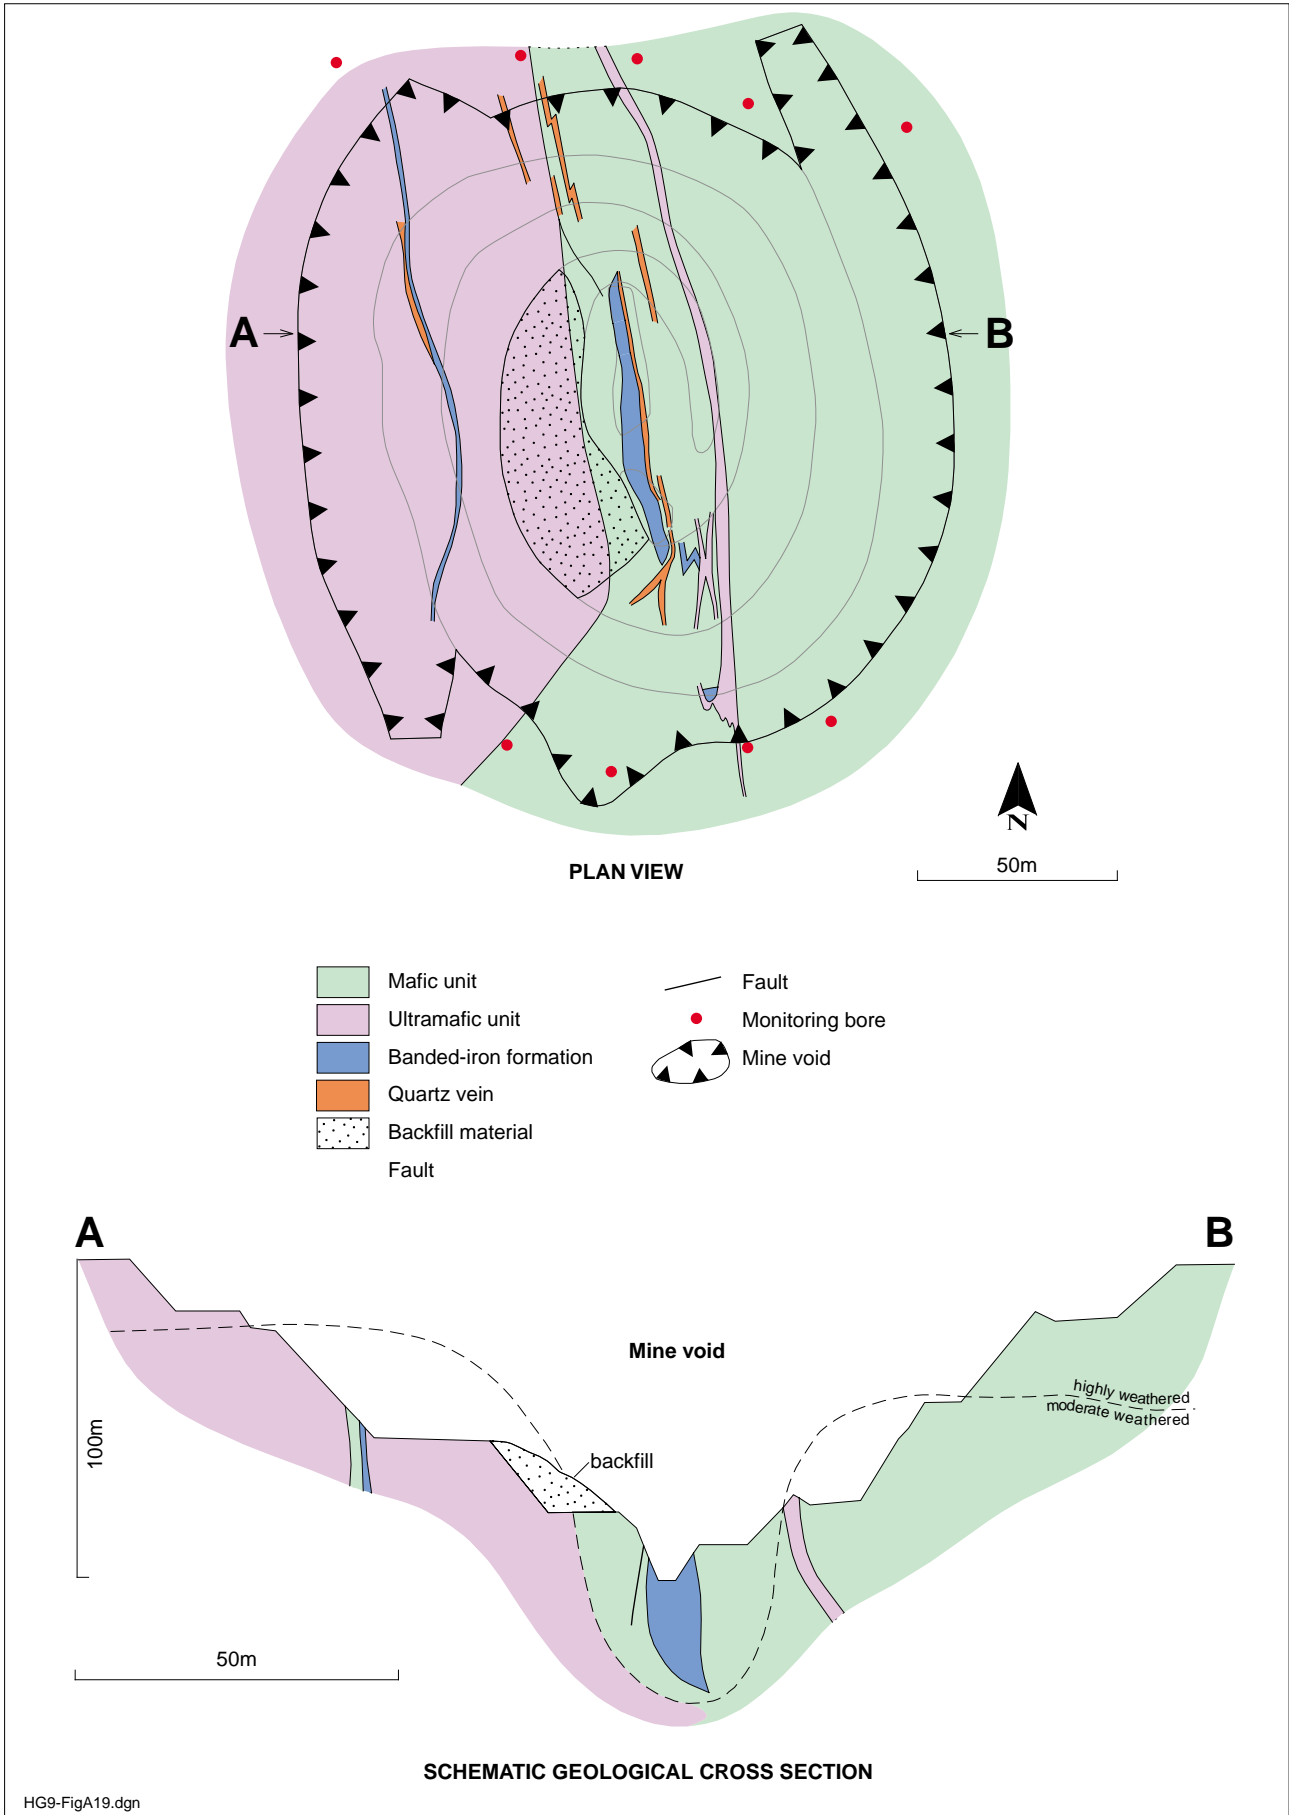 A
B
N
50m
PLAN VIEW
Mafic unit
Ultramafic unit
Banded-iron formation
Quartz vein
Backfill material
Fault
Fault
Monitoring bore
Mine void
A
B
Mine void
highly weathered
moderate weathered
100m
backfill
50m
SCHEMATIC GEOLOGICAL CROSS SECTION
HG9-FigA19.dgn